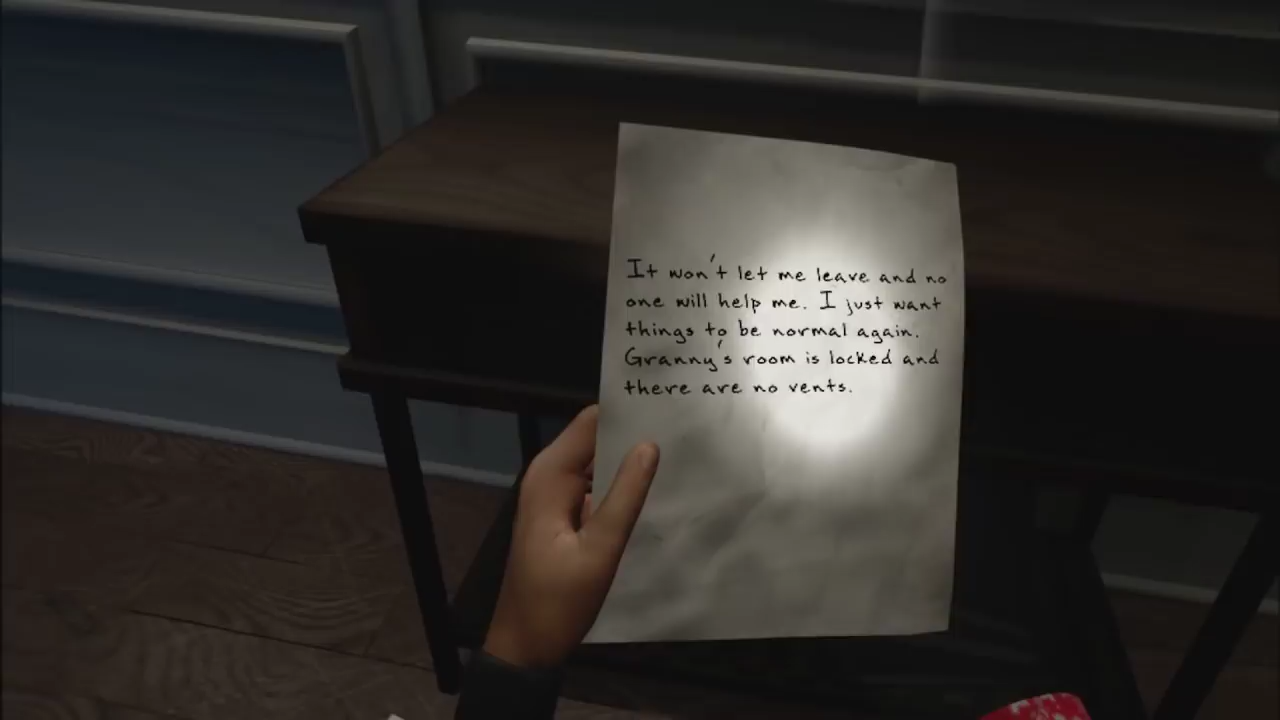 It won't let me leave and no
one will help me. I just want
things to be normal again.
Granny's room is locked and
there are no vents.